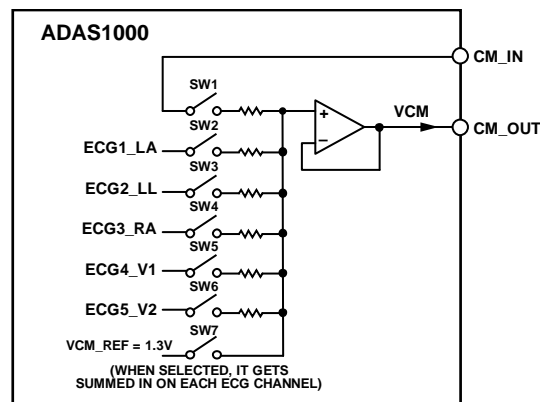 ADAS1000
CM_IN
SW1
VCM
CM_OUT
+
–
SW2
ECG1_LA
SW3
ECG2_LL
SW4
ECG3_RA
SW5
ECG4_V1
SW6
ECG5_V2
SW7
VCM_REF = 1.3V
(WHEN SELECTED, IT GETS
SUMMED IN ON EACH ECG CHANNEL)